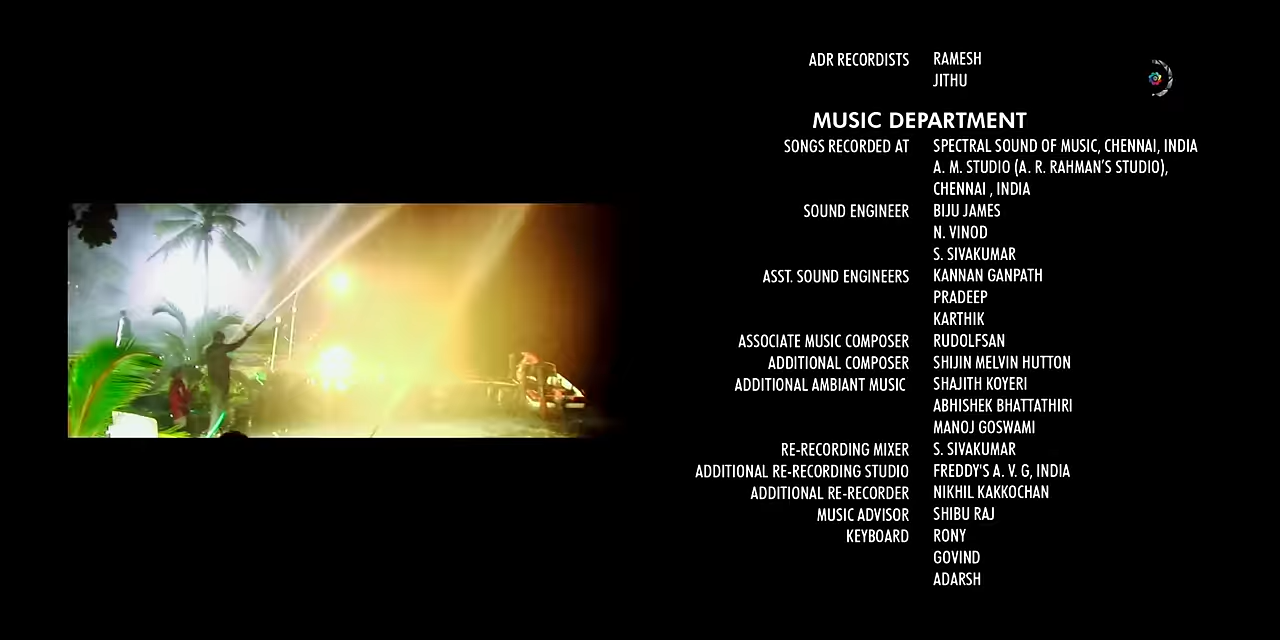 ADR RECORDISTS RAMESH
JITHU
MUSIC DEPARTMENT
SONGS RECORDED AT SPECTRAL SOUND OF MUSIC, CHENNAI, INDIA
A. M. STUDIO (A. R. RAHMAN'S STUDIO),
CHENNAI , INDIA
SOUND ENGINEER BIJU JAMES
N. VINOD
S. SIVAKUMAR
ASST. SOUND ENGINEERS KANNAN GANPATH
PRADEEP
KARTHIK
ASSOCIATE MUSIC COMPOSER RUDOLFSAN
ADDITIONAL COMPOSER SHIJIN MELVIN HUTTON
ADDITIONAL AMBIANT MUSIC SHAJITH KOYERI
ABHISHEK BHATTATHIRI
MANOJ GOSWAMI
RE-RECORDING MIXER S. SIVAKUMAR
ADDITIONAL RE-RECORDING STUDIO FREDDY'S A. V. G, INDIA
ADDITIONAL RE-RECORDER NIKHIL KAKKOCHAN
MUSIC ADVISOR SHIBU RAJ
KEYBOARD RONY
GOVIND
ADARSH